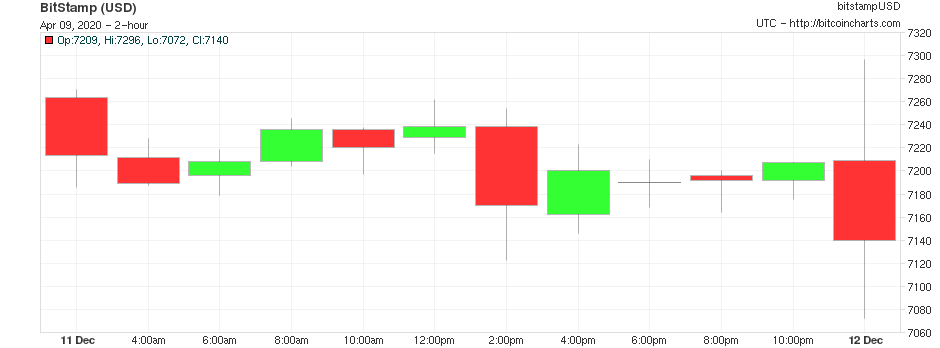 BitStamp (USD)
bitstampUSD
Apr 09, 2020 - 2-hour
UTC - http://bitcoincharts.com
Op:7209, Hi:7296, Lo:7072, Cl:7140
7320
7300
7280
7260
7240
7220
7200
7180
7160
7140
7120
7100
7080
7060
11 Dec 4:00am 6:00am 8:00am 10:00am 12:00pm 2:00pm 4:00pm 6:00pm 8:00pm 10:00pm 12 Dec